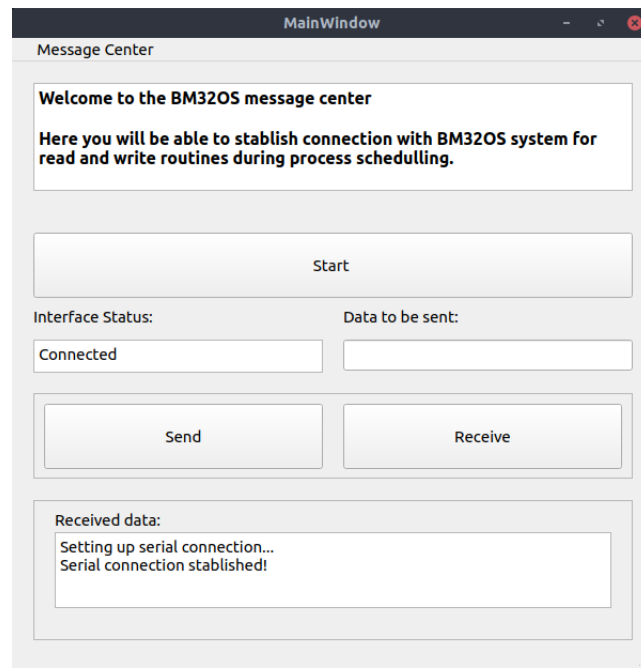 MainWindow
Message Center
Welcome to the BM32OS message center
Here you will be able to stablish connection with BM32OS system for
read and write routines during process schedulling.
Start
Interface Status:
Data to be sent:
Connected
Send
Receive
Received data:
Setting up serial connection...
Serial connection stablished!